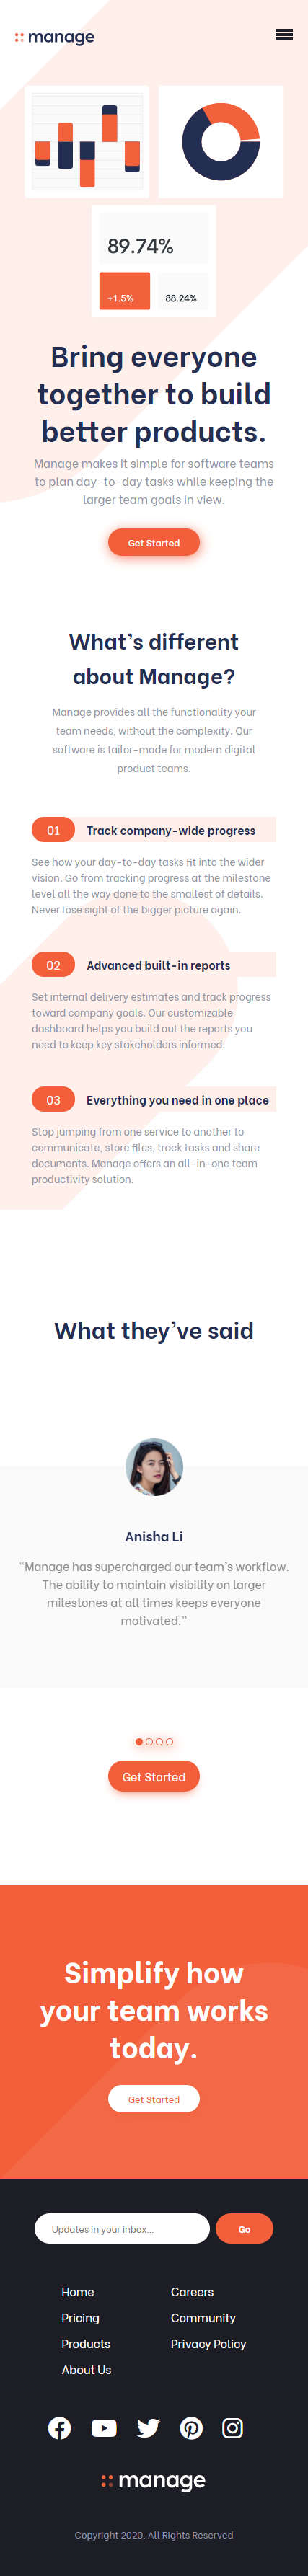 manage
89.74%
+1.5%
88.24%
Bring everyone
together to build
better products.
Manage makes it simple for software teams
to plan day-to-day tasks while keeping the
larger team goals in view.
Get Started
What's different
about Manage?
Manage provides all the functionality your
team needs, without the complexity. Our
software is tailor-made for modern digital
product teams.
01 Track company-wide progress
See how your day-to-day tasks fit into the wider
vision. Go from tracking progress at the milestone
level all the way done to the smallest of details.
Never lose sight of the bigger picture again.
02 Advanced built-in reports
Set internal delivery estimates and track progress
toward company goals. Our customizable
dashboard helps you build out the reports you
need to keep key stakeholders informed.
03 Everything you need in one place
Stop jumping from one service to another to
communicate, store files, track tasks and share
documents. Manage offers an all-in-one team
productivity solution.
What they've said
Anisha Li
"Manage has supercharged our team's workflow.
The ability to maintain visibility on larger
milestones at all times keeps everyone
motivated."
Get Started
Simplify how
your team works
today.
Get Started
Updates in your inbox...
Go
Home
Careers
Pricing
Community
Products
Privacy Policy
About Us
manage
Copyright 2020. All Rights Reserved